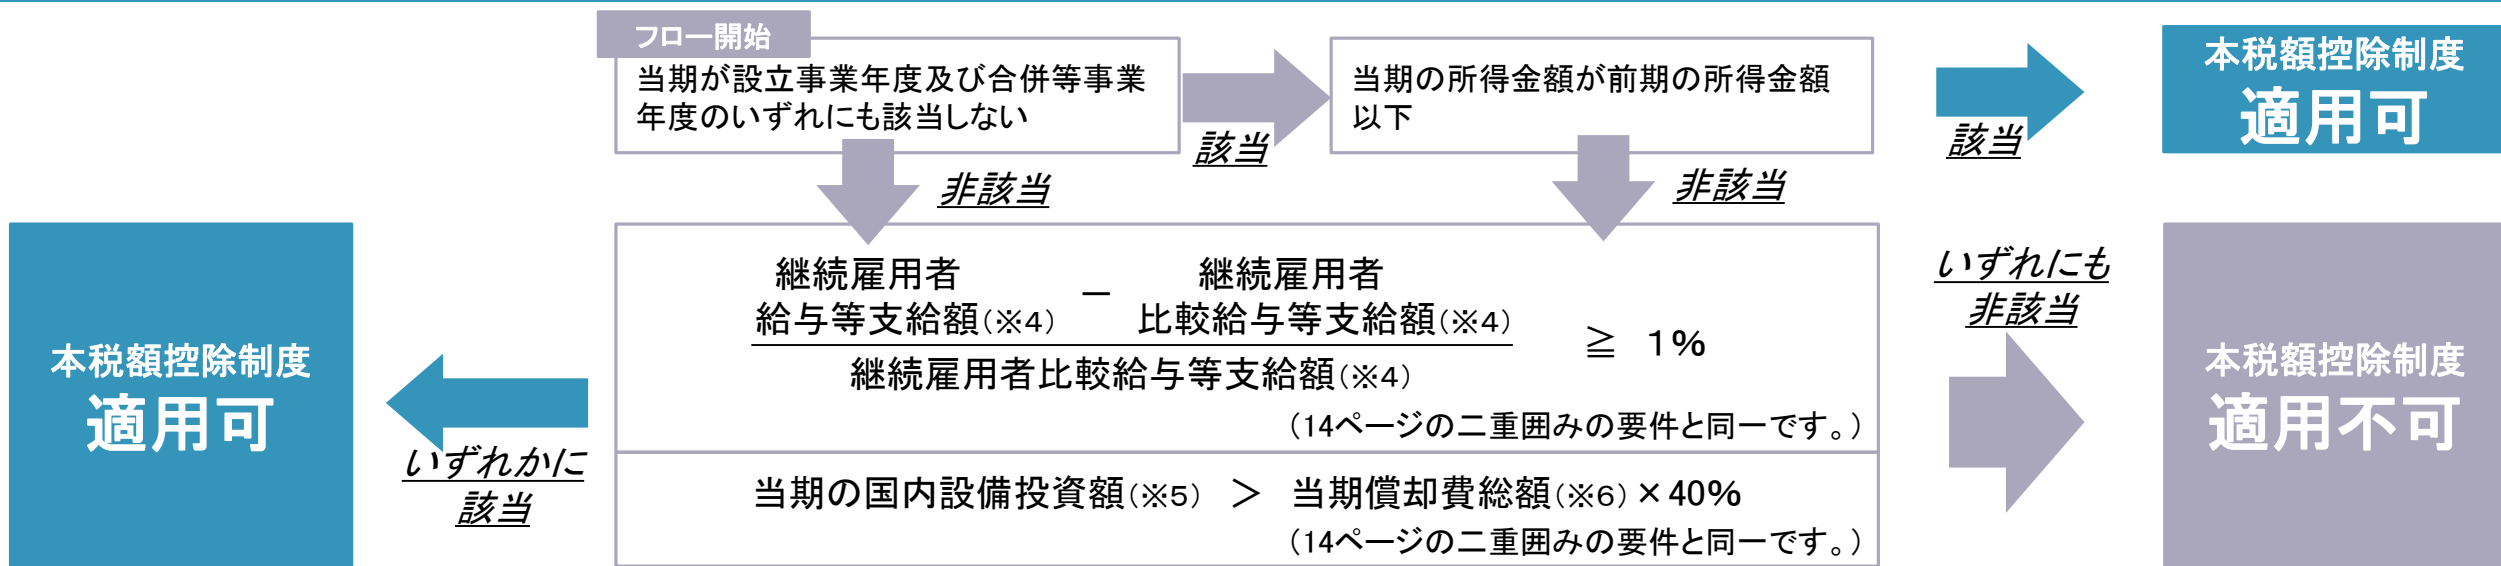 フロー開始
当期が設立事業年度及び合併等事業
年度のいずれにも該当しない
該当
当期の所得金額が前期の所得金額
以下
該当
本税額控除制度
適用可
非該当
非該当
継続雇用者
給与等支給額(※4)
－
継続雇用者
比較給与等支給額(※4)
継続雇用者比較給与等支給額(※4)
≧ 1%
(14ページの二重囲みの要件と同一です。)
当期の国内設備投資額(※5) ＞ 当期償却費総額(※6)×40%
(14ページの二重囲みの要件と同一です。)
いずれかに
該当
本税額控除制度
適用可
いずれにも
非該当
本税額控除制度
適用不可